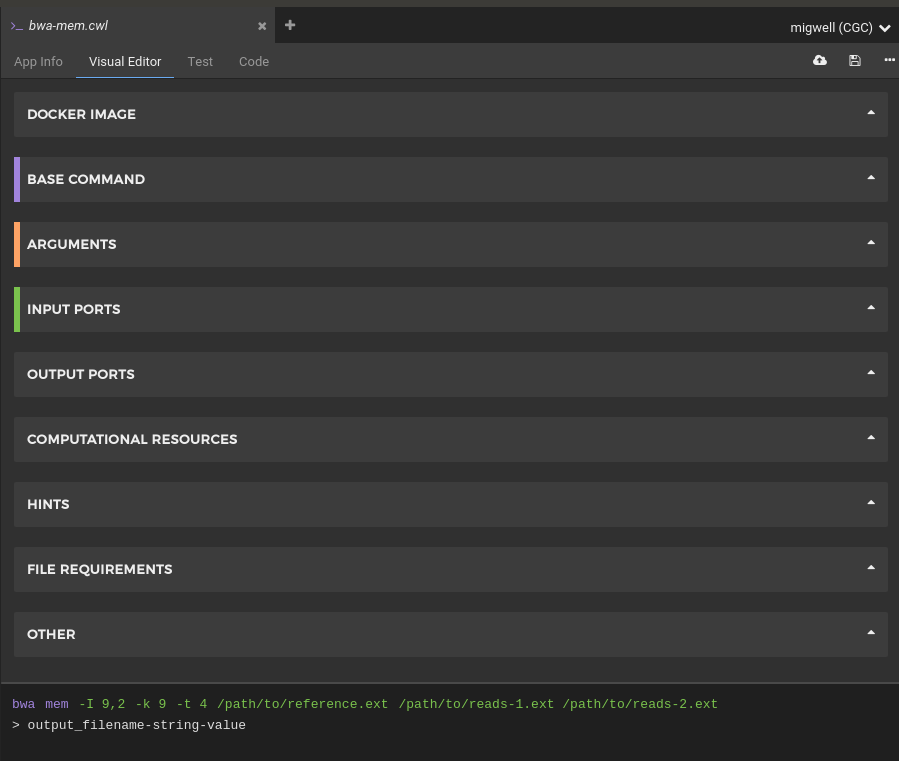 >_ bwa-mem.cwl
migwell (CGC)
App Info Visual Editor Test Code
DOCKER IMAGE
BASE COMMAND
ARGUMENTS
INPUT PORTS
OUTPUT PORTS
COMPUTATIONAL RESOURCES
HINTS
FILE REQUIREMENTS
OTHER
bwa mem -I 9,2 -k 9 -t 4 /path/to/reference.ext /path/to/reads-1.ext /path/to/reads-2.ext
> output_filename-string-value